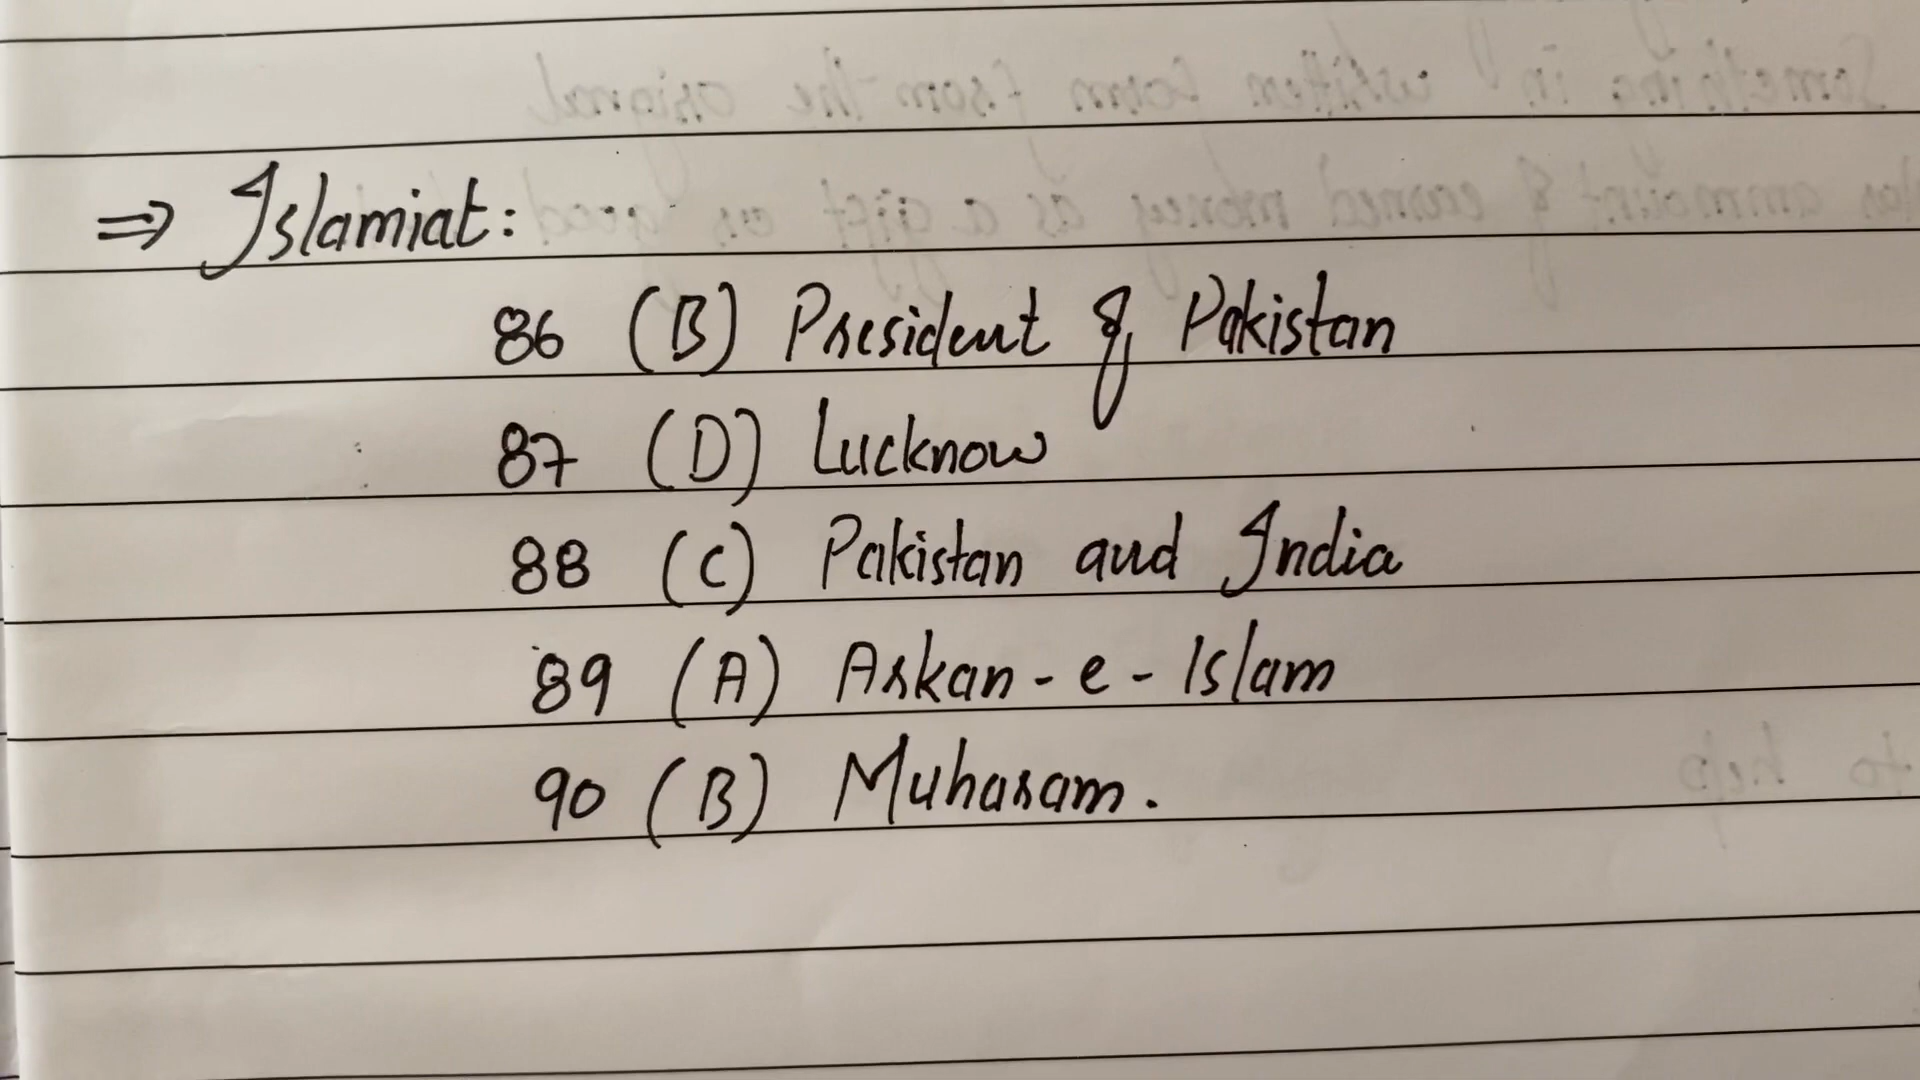 ⇒ Islamiat:
86 (B) President of Pakistan
87 (D) Lucknow
88 (C) Pakistan and India
89 (A) Arkan-e-Islam
90 (B) Muharam.